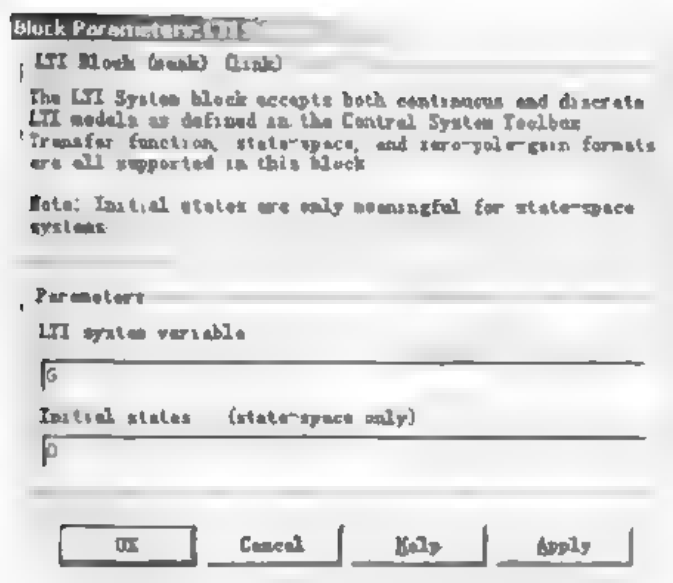 Block Parameters: LTI
LTI Block (mask) (link)
The LTI System block accepts both continuous and discrete
LTI models as defined in the Control System Toolbox
Transfer function, state-space, and zero-pole-gain formats
are all supported in this block
Note: Initial states are only meaningful for state-space
systems
Parameters
LTI system variable
G
Initial states (state-space only)
0
OK
Cancel
Help
Apply